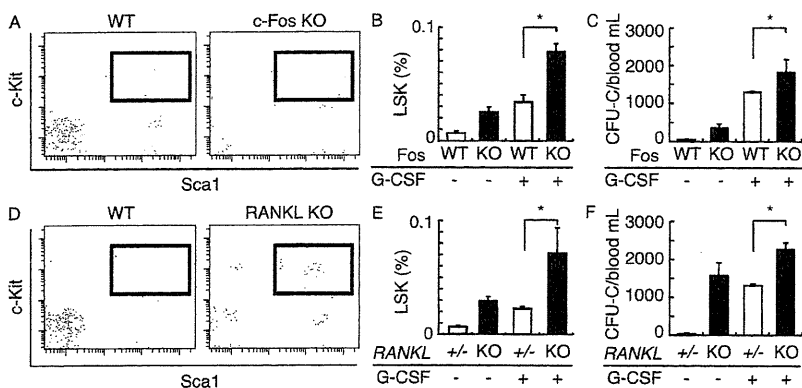 A WT c-Fos KO
c-Kit
Sca1
B
LSK (%)
0.1
0
*
Fos WT KO WT KO
G-CSF - - + +
C
CFU-C/blood mL
3000
2000
1000
0
*
Fos WT KO WT KO
G-CSF - - + +
D WT RANKL KO
c-Kit
Sca1
E
LSK (%)
0.1
0
*
RANKL +/- KO +/- KO
G-CSF - - + +
F
CFU-C/blood mL
3000
2000
1000
0
*
RANKL +/- KO +/- KO
G-CSF - - + +